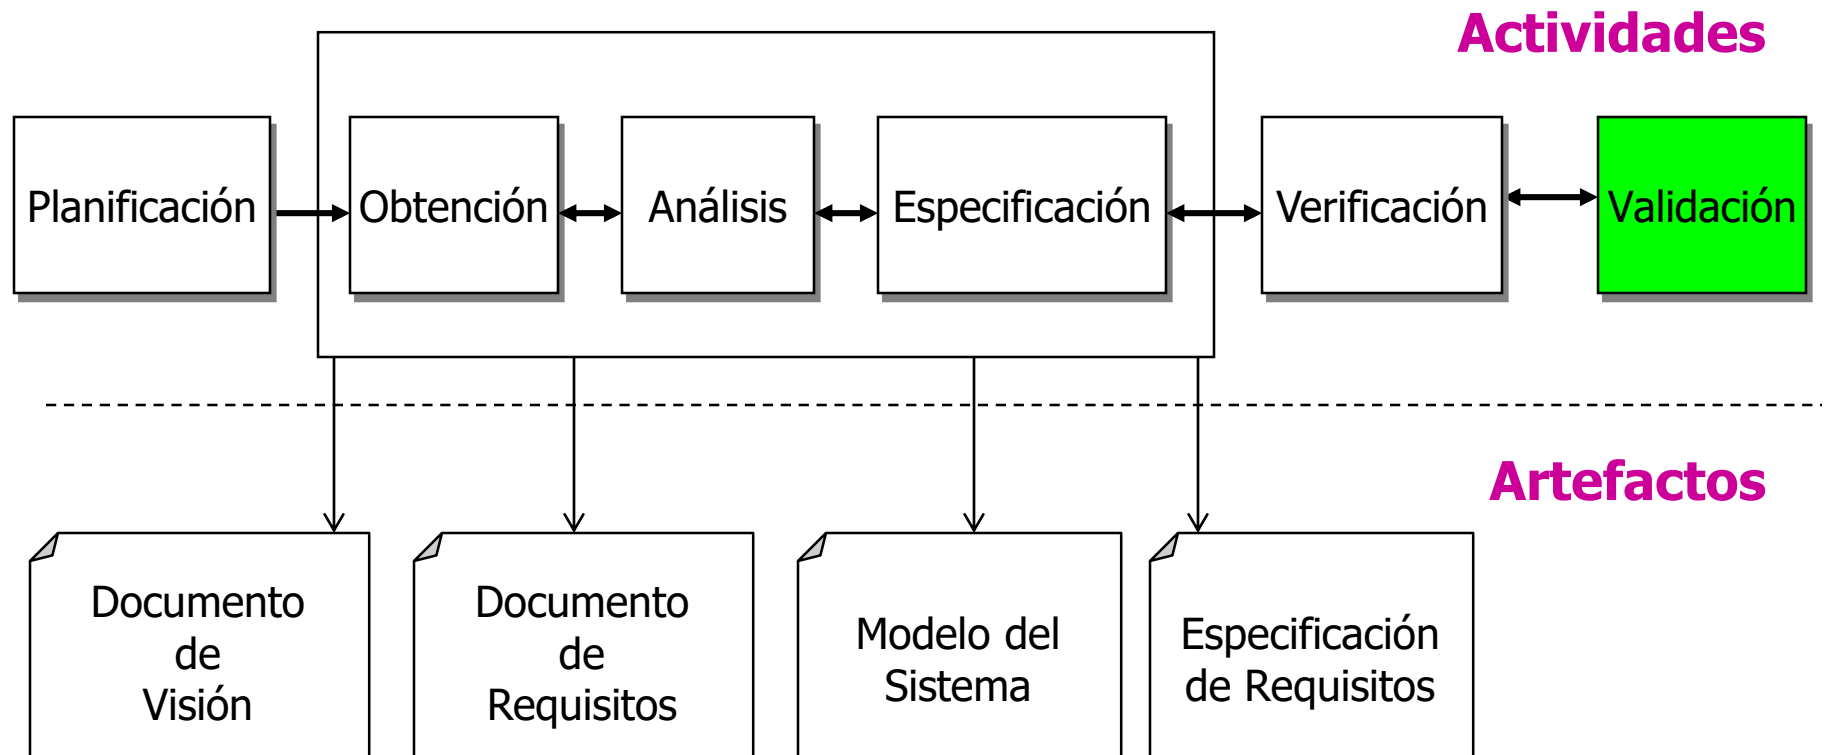 Actividades
Planificación
Obtención
Análisis
Especificación
Verificación
Validación
Artefactos
Documento
de
Visión
Documento
de
Requisitos
Modelo del
Sistema
Especificación
de Requisitos